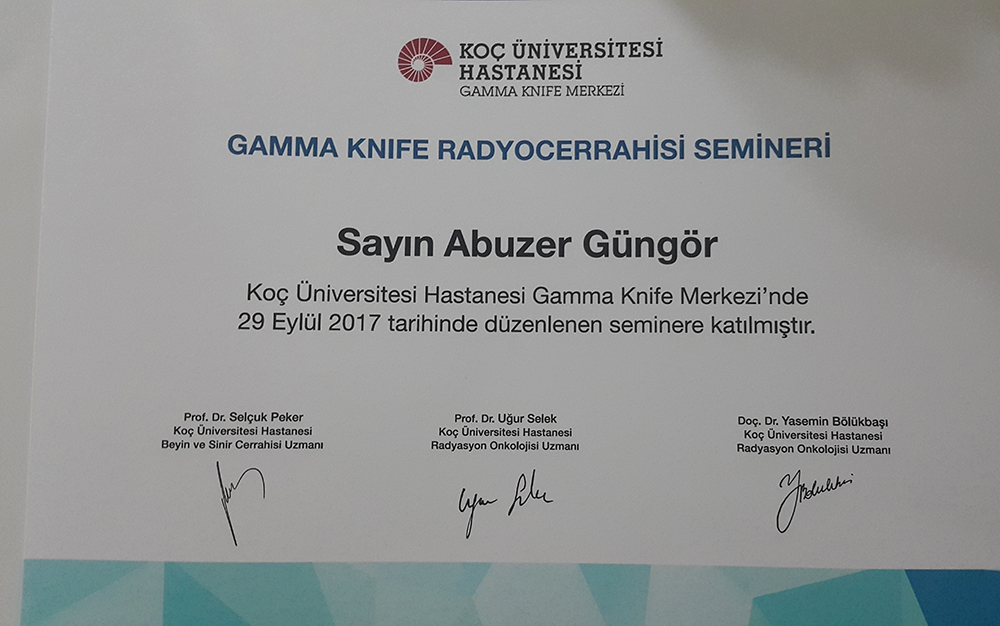 KOÇ ÜNİVERSİTESİ
HASTANESİ
GAMMA KNIFE MERKEZİ
GAMMA KNIFE RADYOCERRAHİSİ SEMİNERİ
Sayın Abuzer Güngör
Koç Üniversitesi Hastanesi Gamma Knife Merkezi'nde
29 Eylül 2017 tarihinde düzenlenen seminere katılmıştır.
Prof. Dr. Selçuk Peker
Koç Üniversitesi Hastanesi
Beyin ve Sinir Cerrahisi Uzmanı
Prof. Dr. Uğur Selek
Koç Üniversitesi Hastanesi
Radyasyon Onkolojisi Uzmanı
Doç. Dr. Yasemin Bölükbaşı
Koç Üniversitesi Hastanesi
Radyasyon Onkolojisi Uzmanı